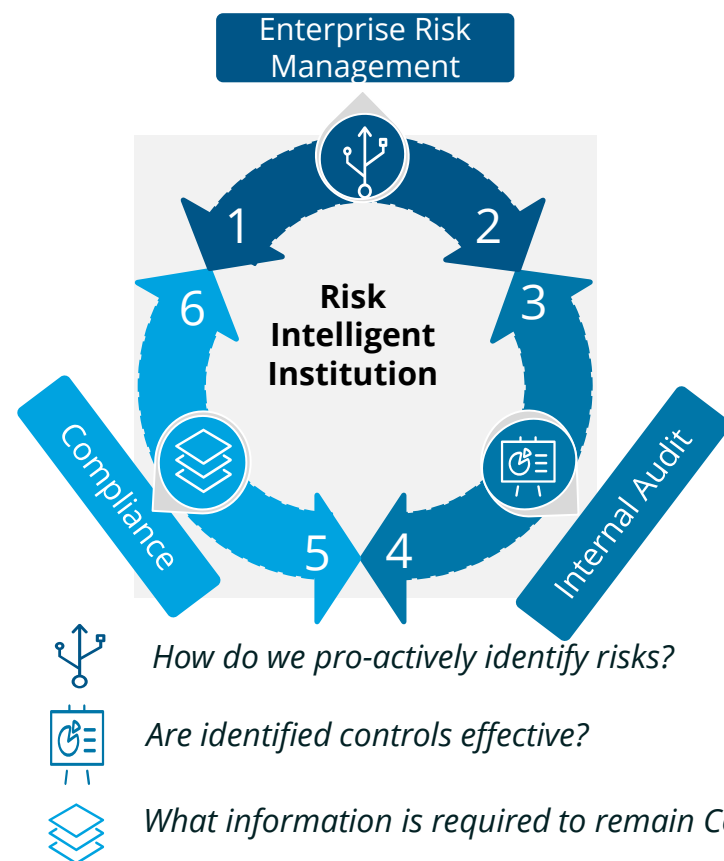 Enterprise Risk
Management
1
2
6
3
Risk
Intelligent
Institution
Compliance
Internal Audit
5
4
How do we pro-actively identify risks?
Are identified controls effective?
What information is required to remain